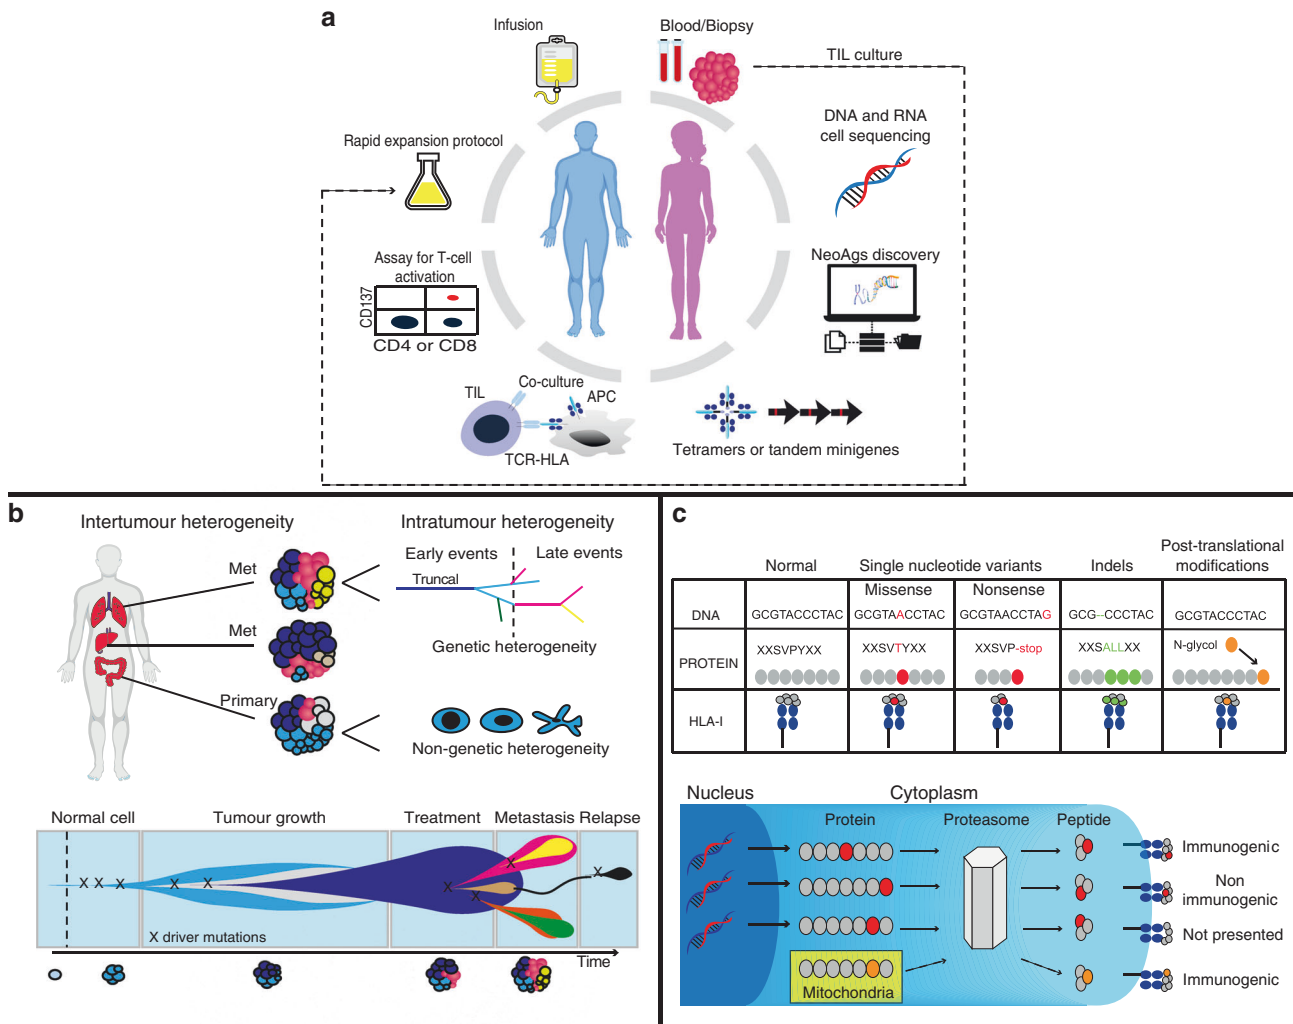 a
Infusion
Blood/Biopsy
TIL culture
DNA and RNA
cell sequencing
Rapid expansion protocol
NeoAgs discovery
Assay for T-cell
activation
CD137
CD4 or CD8
Co-culture
TIL
APC
TCR-HLA
Tetramers or tandem minigenes
b
Intertumour heterogeneity
Intratumour heterogeneity
Met
Met
Primary
Early events
Late events
Truncal
Genetic heterogeneity
Non-genetic heterogeneity
Normal cell
Tumour growth
Treatment
Metastasis
Relapse
X X X X X X X X X
X driver mutations
Time
c
Normal
Single nucleotide variants
Indels
Post-translational
modifications
Missense
Nonsense
DNA
GCGTACCCTAC
GCGTAACCTAC
GCGTAACCTAG
GCG--CCCTAC
GCGTACCCTAC
PROTEIN
XXSVPYXX
XXSVTYXX
XXSVP-stop
XXSALLXX
N-glycol
HLA-I
Nucleus
Cytoplasm
Protein
Proteasome
Peptide
Immunogenic
Non
immunogenic
Not presented
Immunogenic
Mitochondria